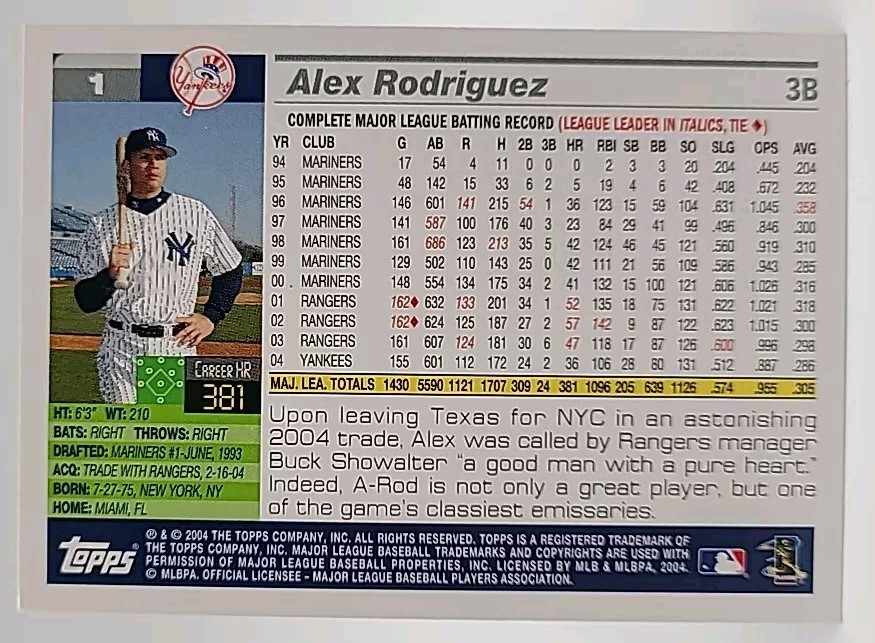 1
Yankees
Alex Rodriguez
3B
COMPLETE MAJOR LEAGUE BATTING RECORD (LEAGUE LEADER IN ITALICS, TIE ♦)
YR CLUB G AB R H 2B 3B HR RBI SB BB SO SLG OPS AVG
94 MARINERS 17 54 4 11 0 0 0 2 3 3 20 .204 .445 .204
95 MARINERS 48 142 15 33 6 2 5 19 4 6 42 .408 .672 .232
96 MARINERS 146 601 141 215 54 1 36 123 15 59 104 .631 1.045 .358
97 MARINERS 141 587 100 176 40 3 23 84 29 41 99 .496 .846 .300
98 MARINERS 161 686 123 213 35 5 42 124 46 45 121 .560 .919 .310
99 MARINERS 129 502 110 143 25 0 42 111 21 56 109 .586 .943 .285
00 . MARINERS 148 554 134 175 34 2 41 132 15 100 121 .606 1.026 .316
01 RANGERS 162♦ 632 133 201 34 1 52 135 18 75 131 .622 1.021 .318
02 RANGERS 162♦ 624 125 187 27 2 57 142 9 87 122 .623 1.015 .300
03 RANGERS 161 607 124 181 30 6 47 118 17 87 126 .600 .996 .298
04 YANKEES 155 601 112 172 24 2 36 106 28 80 131 .512 .887 .286
MAJ. LEA. TOTALS 1430 5590 1121 1707 309 24 381 1096 205 639 1126 .574 .955 .305
CAREER HR
381
HT: 6'3" WT: 210
BATS: RIGHT THROWS: RIGHT
DRAFTED: MARINERS #1-JUNE, 1993
ACQ: TRADE WITH RANGERS, 2-16-04
BORN: 7-27-75, NEW YORK, NY
HOME: MIAMI, FL
Upon leaving Texas for NYC in an astonishing
2004 trade, Alex was called by Rangers manager
Buck Showalter "a good man with a pure heart."
Indeed, A-Rod is not only a great player, but one
of the game's classiest emissaries.
Topps
® & © 2004 THE TOPPS COMPANY, INC. ALL RIGHTS RESERVED. TOPPS IS A REGISTERED TRADEMARK OF
THE TOPPS COMPANY, INC. MAJOR LEAGUE BASEBALL TRADEMARKS AND COPYRIGHTS ARE USED WITH
PERMISSION OF MAJOR LEAGUE BASEBALL PROPERTIES, INC. LICENSED BY MLB & MLBPA, 2004.
© MLBPA. OFFICIAL LICENSEE - MAJOR LEAGUE BASEBALL PLAYERS ASSOCIATION.